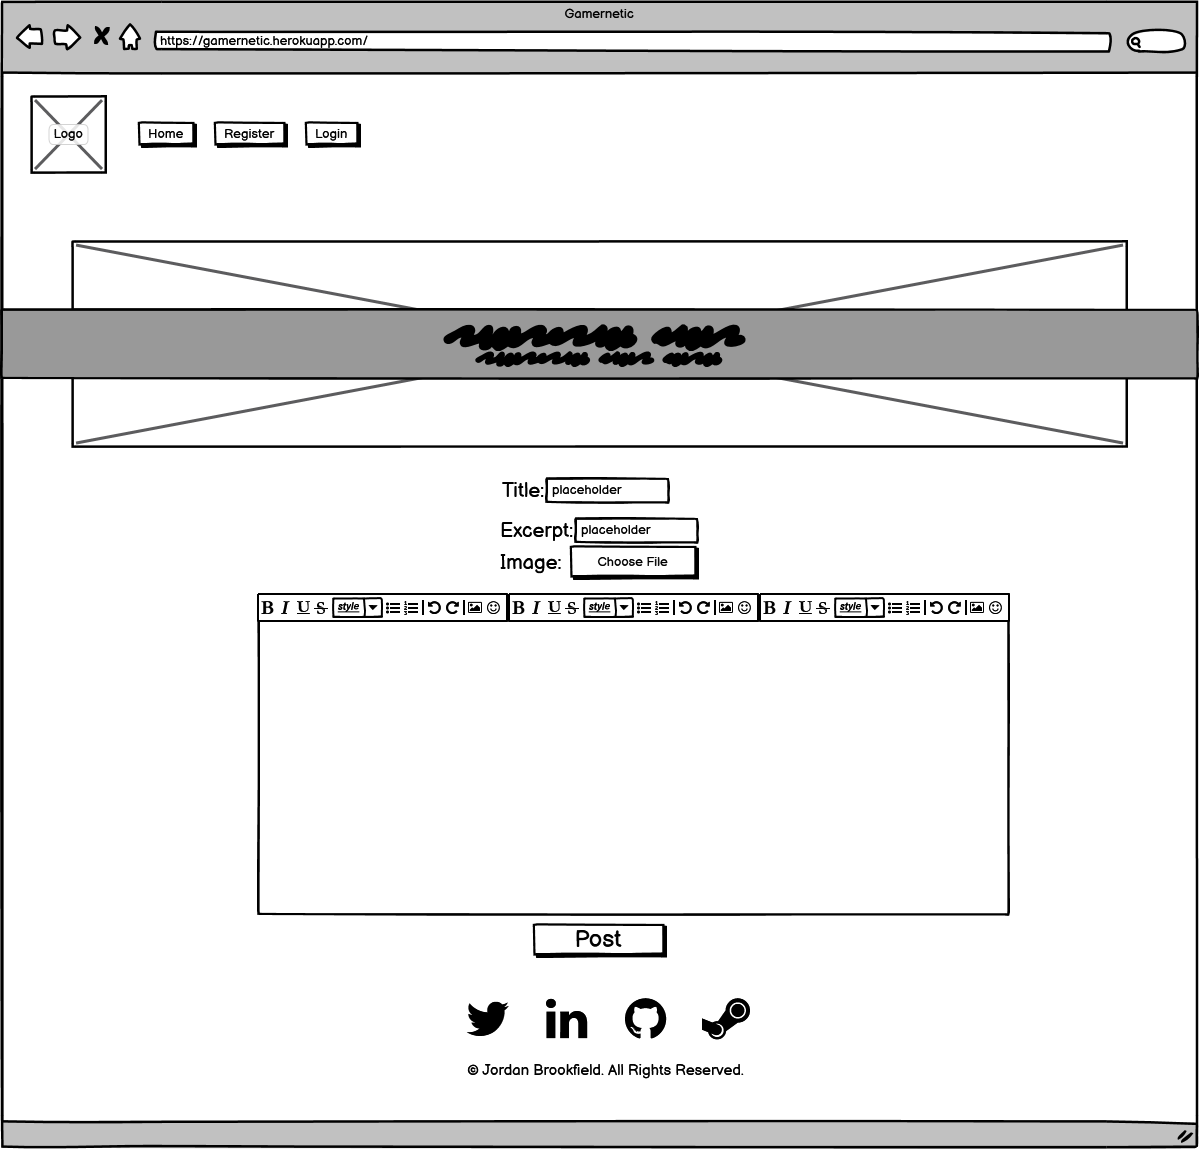 Gamernetic
https://gamernetic.herokuapp.com/
Logo
Home Register Login
Title: placeholder
Excerpt: placeholder
Image: Choose File
B I U S style B I U S style B I U S style
Post
© Jordan Brookfield. All Rights Reserved.